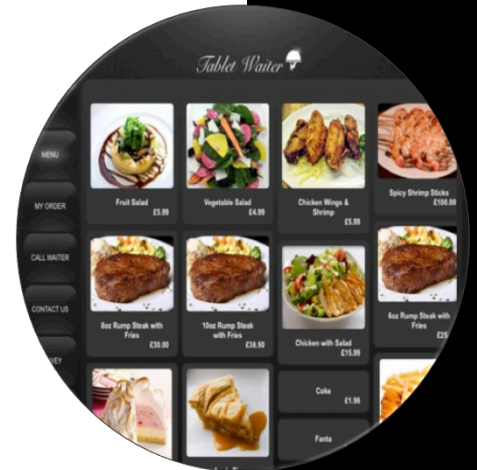 Tablet Waiter
MENU
MY ORDER
CALL WAITER
CONTACT US
Fruit Salad
£5.99
Vegetable Salad
£4.99
Chicken Wings &
Shrimp
£5.99
Spicy Shrimp Sticks
£100.00
8oz Rump Steak with
Fries
£30.00
10oz Rump Steak
with Fries
£38.50
Chicken with Salad
£15.99
6oz Rump Steak with
Fries
£25
Coke
£1.98
Fanta